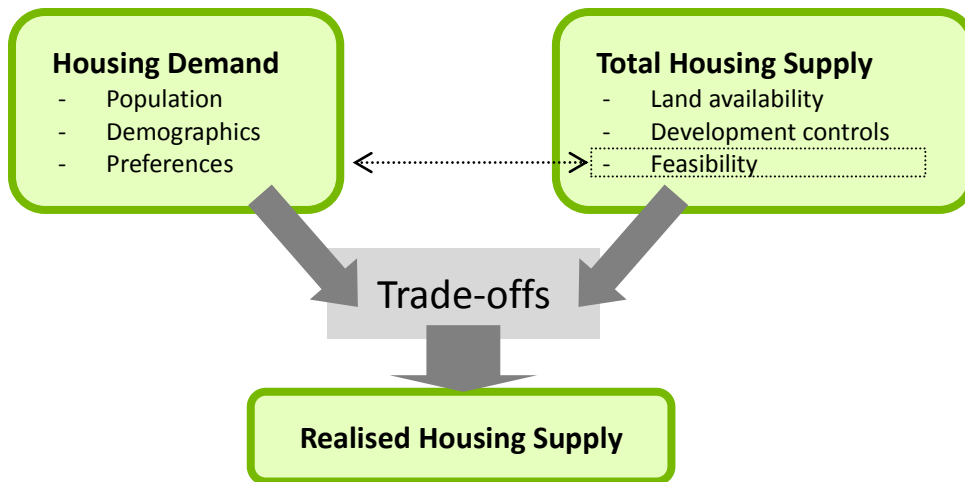 Housing Demand
- Population
- Demographics
- Preferences
Total Housing Supply
- Land availability
- Development controls
- Feasibility
Trade-offs
Realised Housing Supply